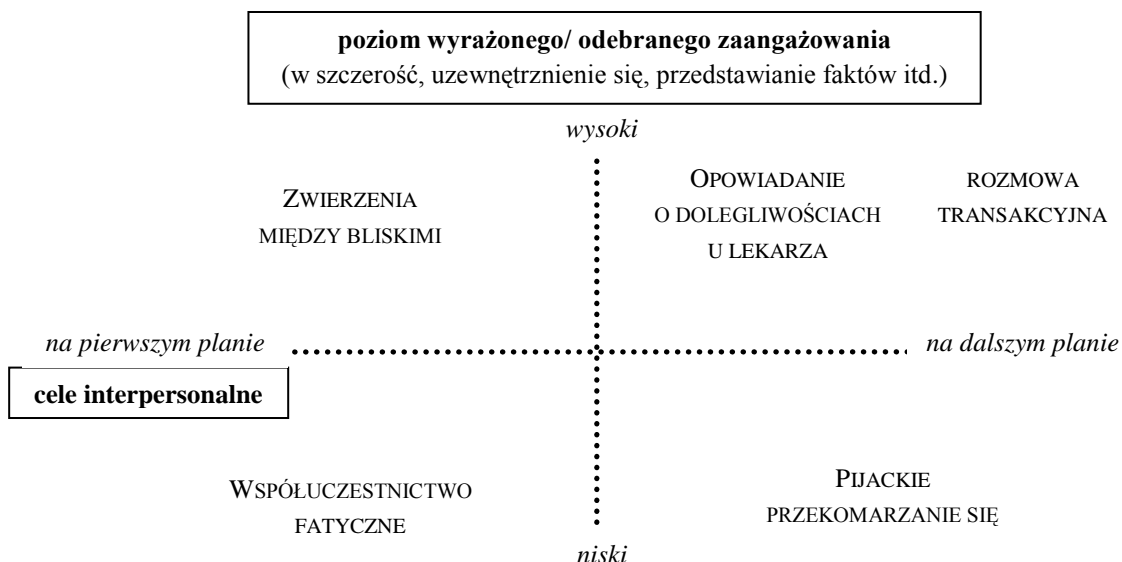 poziom wyrażonego/ odebranego zaangażowania
(w szczerość, uzewnętrznienie się, przedstawianie faktów itd.)
wysoki
ZWIERZENIA
MIĘDZY BLISKIMI
OPOWIADANIE
O DOLEGLIWOŚCIACH
U LEKARZA
ROZMOWA
TRANSAKCYJNA
na pierwszym planie
na dalszym planie
cele interpersonalne
WSPÓŁUCZESTNICTWO
FATYCZNE
PIJACKIE
PRZEKOMARZANIE SIĘ
niski